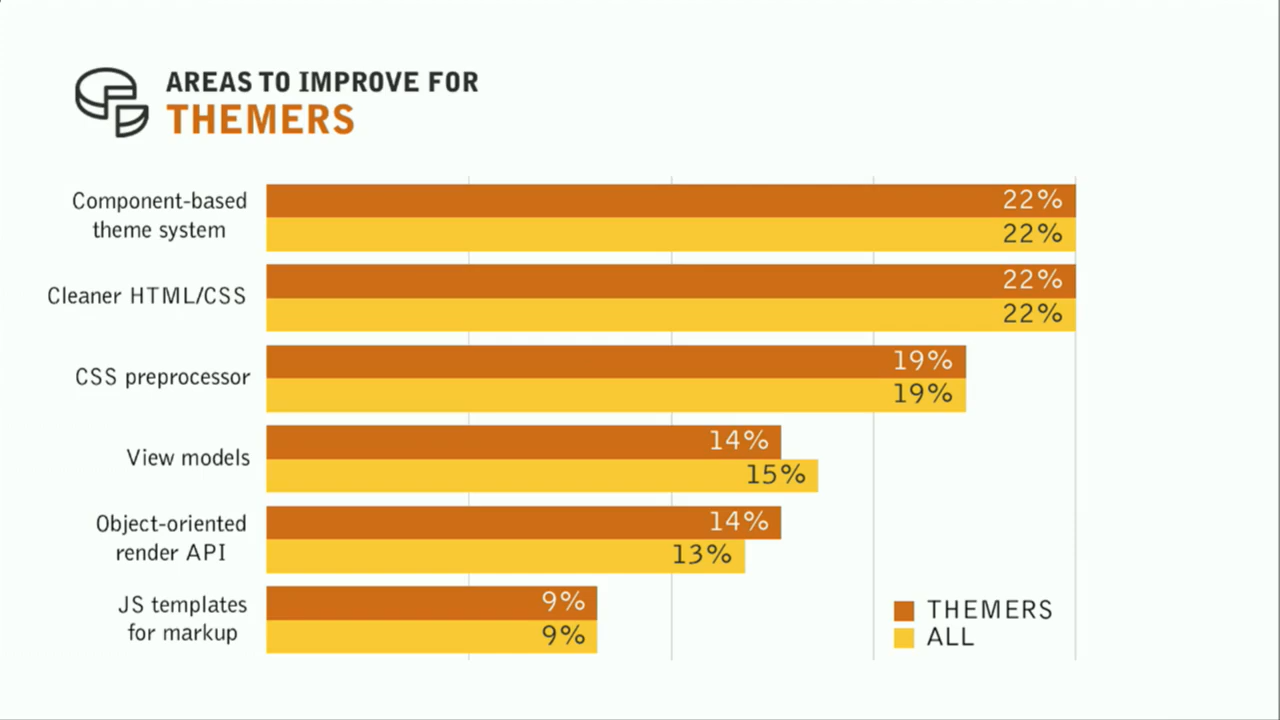 AREAS TO IMPROVE FOR
THEMERS
Component-based
theme system
22%
22%
Cleaner HTML/CSS
22%
22%
CSS preprocessor
19%
19%
View models
14%
15%
Object-oriented
render API
14%
13%
JS templates
for markup
9%
9%
THEMERS
ALL